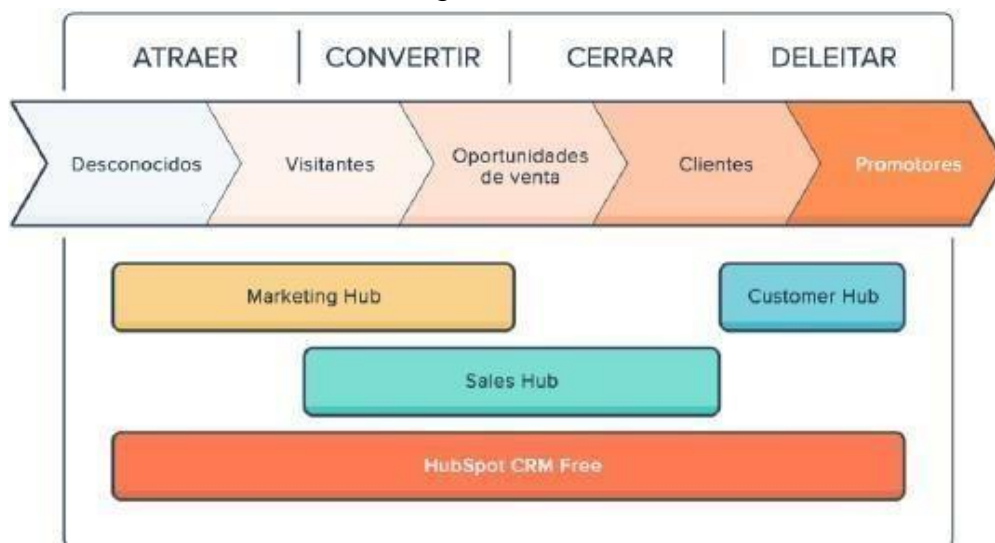 ATRAER
CONVERTIR
CERRAR
DELEITAR
Desconocidos
Visitantes
Oportunidades
de venta
Clientes
Promotores
Marketing Hub
Customer Hub
Sales Hub
HubSpot CRM Free